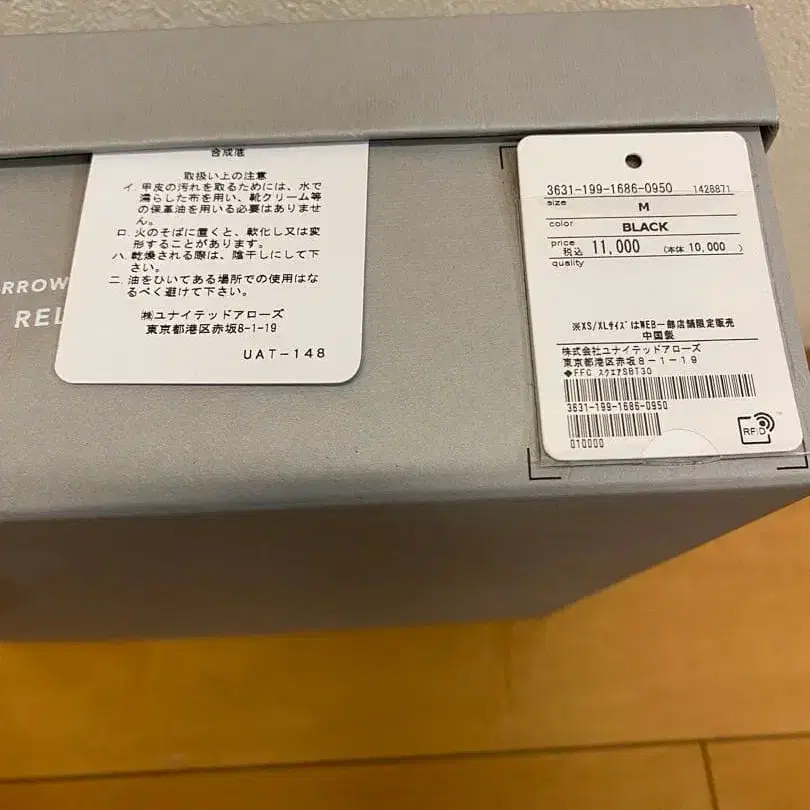 RROW
REL
合成底
取扱い上の注意
イ. 甲皮の汚れを取るためには、水で
濡らした布を用い、靴クリーム等
の保革油を用いる必要はありませ
ん。
ロ. 火のそばに置くと、軟化し又は変
形することがあります。
ハ. 乾燥される際は、陰干しにして下
さい。
ニ. 油をひいてある場所での使用はな
るべく避けて下さい。
㈱ユナイテッドアローズ
東京都港区赤坂8-1-19
UAT-148
3631-199-1686-0950 1428871
size M
color BLACK
price 税込 11,000 (本体 10,000 )
quality
※XS/XLｻｲｽﾞはWEB一部店舗限定販売
中国製
株式会社ユナイテッドアローズ
東京都港区赤坂8-1-19
◆FFC ｽｸｴｱSBT30
3631-199-1686-0950
010000
RFID